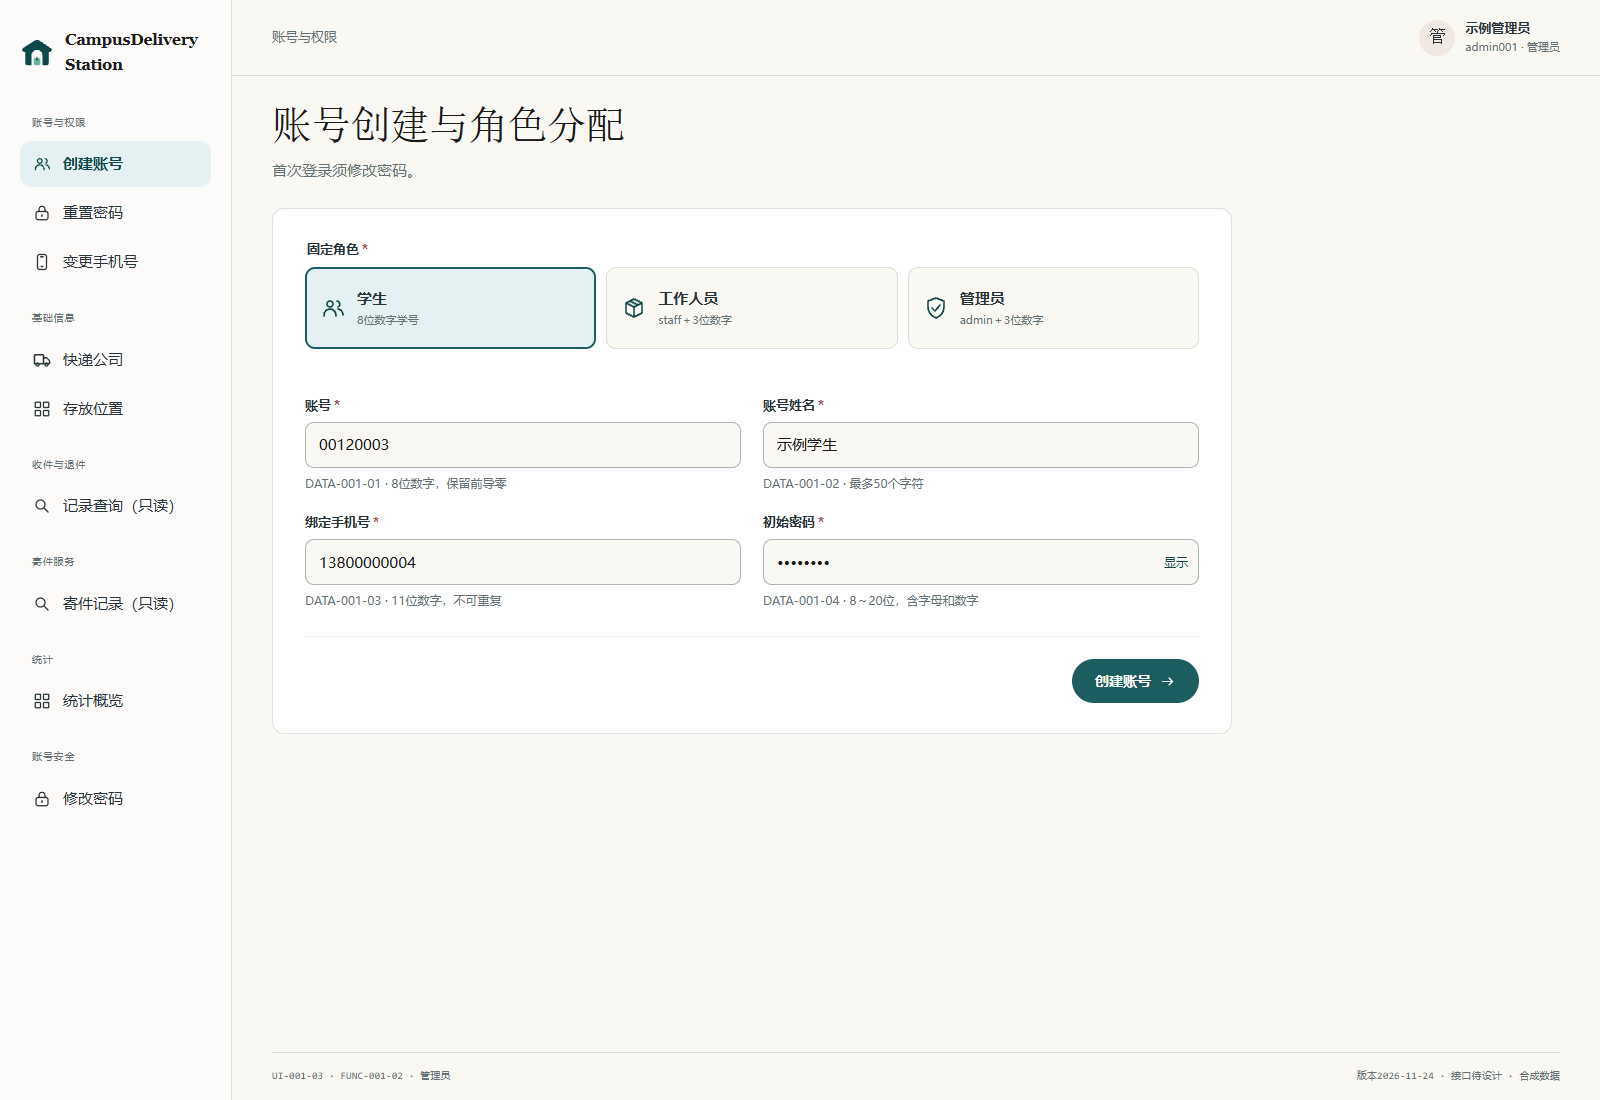 CampusDelivery
Station
账号与权限
创建账号
重置密码
变更手机号
基础信息
快递公司
存放位置
收件与退件
记录查询（只读）
寄件服务
寄件记录（只读）
统计
统计概览
账号安全
修改密码
账号与权限
管
示例管理员
admin001 · 管理员
账号创建与角色分配
首次登录须修改密码。
固定角色 *
学生
8位数字学号
工作人员
staff + 3位数字
管理员
admin + 3位数字
账号 *
00120003
DATA-001-01 · 8位数字，保留前导零
账号姓名 *
示例学生
DATA-001-02 · 最多50个字符
绑定手机号 *
13800000004
DATA-001-03 · 11位数字，不可重复
初始密码 *
••••••••
显示
DATA-001-04 · 8～20位，含字母和数字
创建账号 →
UI-001-03 · FUNC-001-02 · 管理员
版本2026-11-24 · 接口待设计 · 合成数据